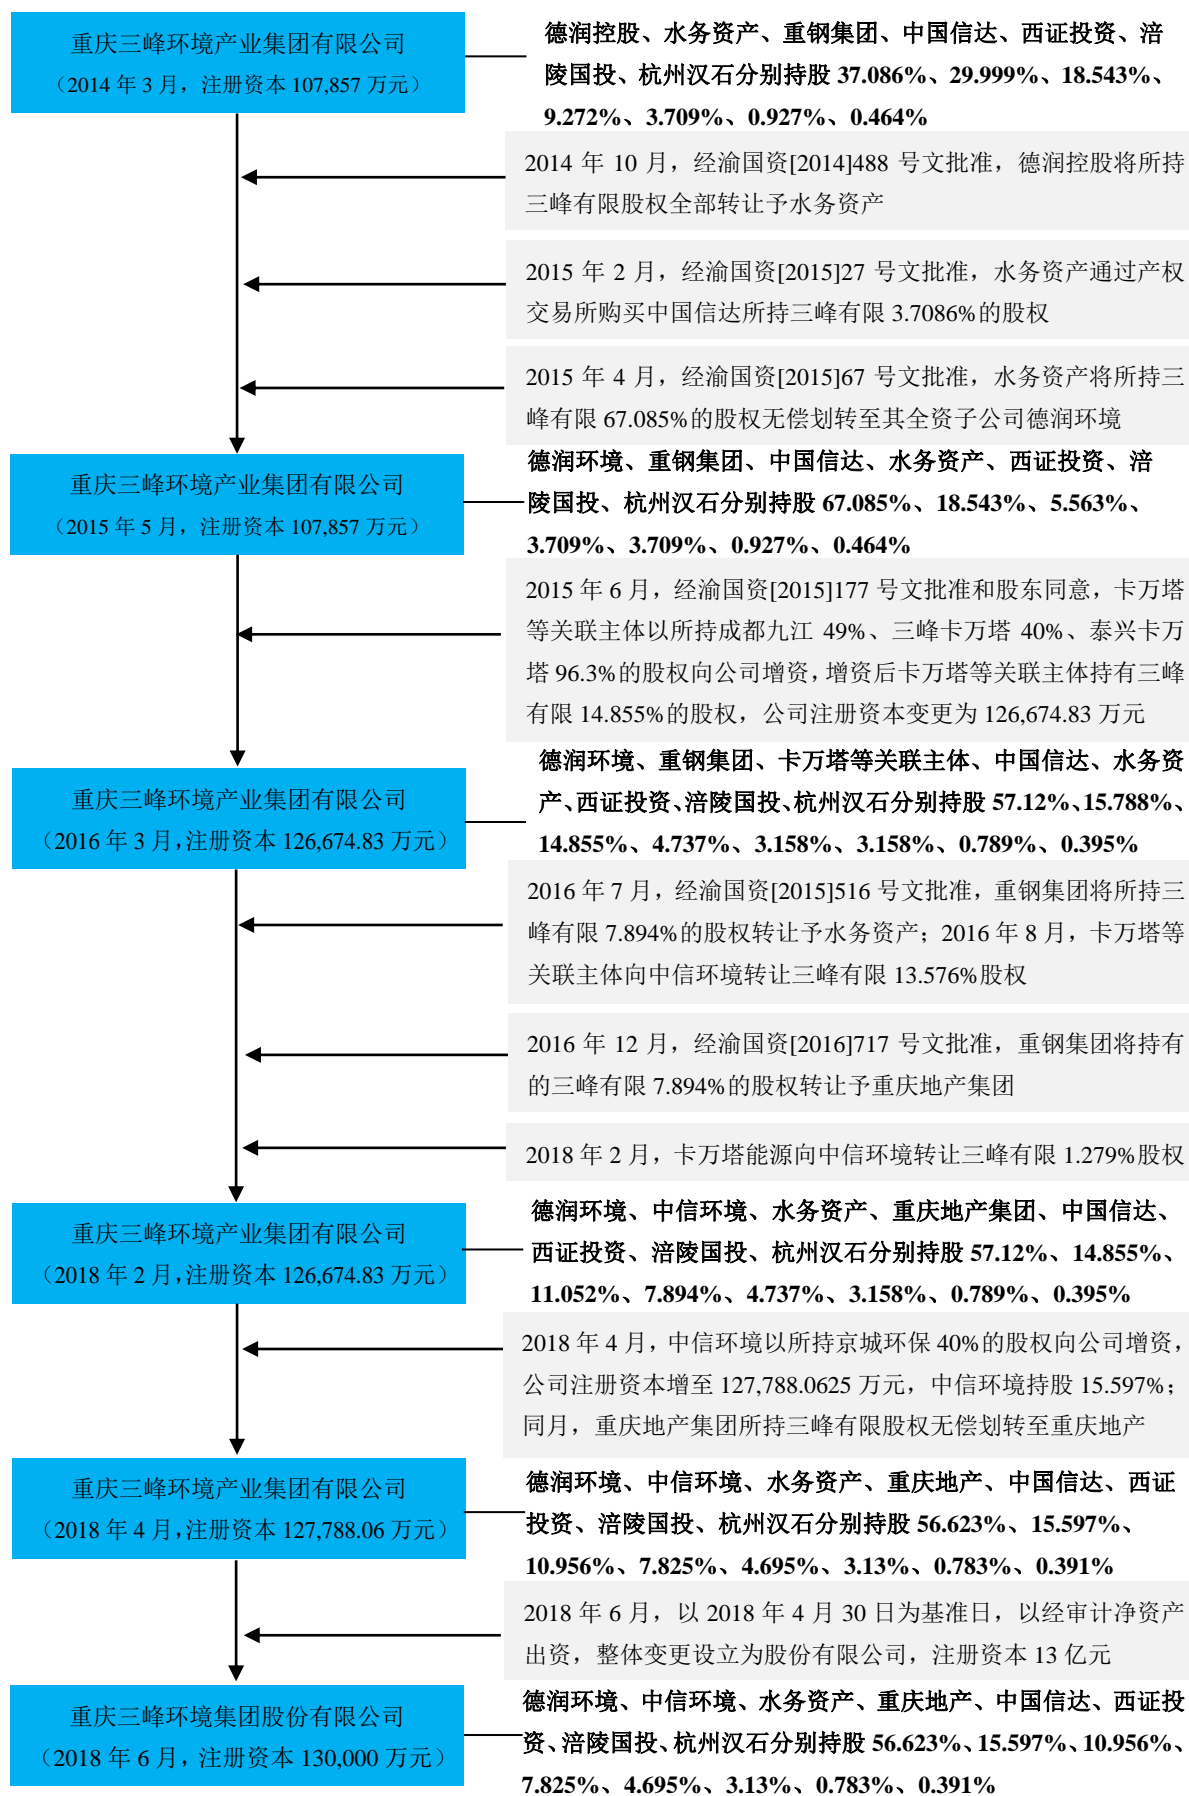 重庆三峰环境产业集团有限公司
（2014 年 3 月，注册资本 107,857 万元）
德润控股、水务资产、重钢集团、中国信达、西证投资、涪
陵国投、杭州汉石分别持股 37.086%、29.999%、18.543%、
9.272%、3.709%、0.927%、0.464%
2014 年 10 月，经渝国资[2014]488 号文批准，德润控股将所持
三峰有限股权全部转让予水务资产
2015 年 2 月，经渝国资[2015]27 号文批准，水务资产通过产权
交易所购买中国信达所持三峰有限 3.7086%的股权
2015 年 4 月，经渝国资[2015]67 号文批准，水务资产将所持三
峰有限 67.085%的股权无偿划转至其全资子公司德润环境
重庆三峰环境产业集团有限公司
（2015 年 5 月，注册资本 107,857 万元）
德润环境、重钢集团、中国信达、水务资产、西证投资、涪
陵国投、杭州汉石分别持股 67.085%、18.543%、5.563%、
3.709%、3.709%、0.927%、0.464%
2015 年 6 月，经渝国资[2015]177 号文批准和股东同意，卡万塔
等关联主体以所持成都九江 49%、三峰卡万塔 40%、泰兴卡万
塔 96.3%的股权向公司增资，增资后卡万塔等关联主体持有三峰
有限 14.855%的股权，公司注册资本变更为 126,674.83 万元
重庆三峰环境产业集团有限公司
（2016 年 3 月，注册资本 126,674.83 万元）
德润环境、重钢集团、卡万塔等关联主体、中国信达、水务资
产、西证投资、涪陵国投、杭州汉石分别持股 57.12%、15.788%、
14.855%、4.737%、3.158%、3.158%、0.789%、0.395%
2016 年 7 月，经渝国资[2015]516 号文批准，重钢集团将所持三
峰有限 7.894%的股权转让予水务资产；2016 年 8 月，卡万塔等
关联主体向中信环境转让三峰有限 13.576%股权
2016 年 12 月，经渝国资[2016]717 号文批准，重钢集团将持有
的三峰有限 7.894%的股权转让予重庆地产集团
2018 年 2 月，卡万塔能源向中信环境转让三峰有限 1.279%股权
重庆三峰环境产业集团有限公司
（2018 年 2 月，注册资本 126,674.83 万元）
德润环境、中信环境、水务资产、重庆地产集团、中国信达、
西证投资、涪陵国投、杭州汉石分别持股 57.12%、14.855%、
11.052%、7.894%、4.737%、3.158%、0.789%、0.395%
2018 年 4 月，中信环境以所持京城环保 40%的股权向公司增资，
公司注册资本增至 127,788.0625 万元，中信环境持股 15.597%；
同月，重庆地产集团所持三峰有限股权无偿划转至重庆地产
重庆三峰环境产业集团有限公司
（2018 年 4 月，注册资本 127,788.06 万元）
德润环境、中信环境、水务资产、重庆地产、中国信达、西证
投资、涪陵国投、杭州汉石分别持股 56.623%、15.597%、
10.956%、7.825%、4.695%、3.13%、0.783%、0.391%
2018 年 6 月，以 2018 年 4 月 30 日为基准日，以经审计净资产
出资，整体变更设立为股份有限公司，注册资本 13 亿元
重庆三峰环境集团股份有限公司
（2018 年 6 月，注册资本 130,000 万元）
德润环境、中信环境、水务资产、重庆地产、中国信达、西证投
资、涪陵国投、杭州汉石分别持股 56.623%、15.597%、10.956%、
7.825%、4.695%、3.13%、0.783%、0.391%